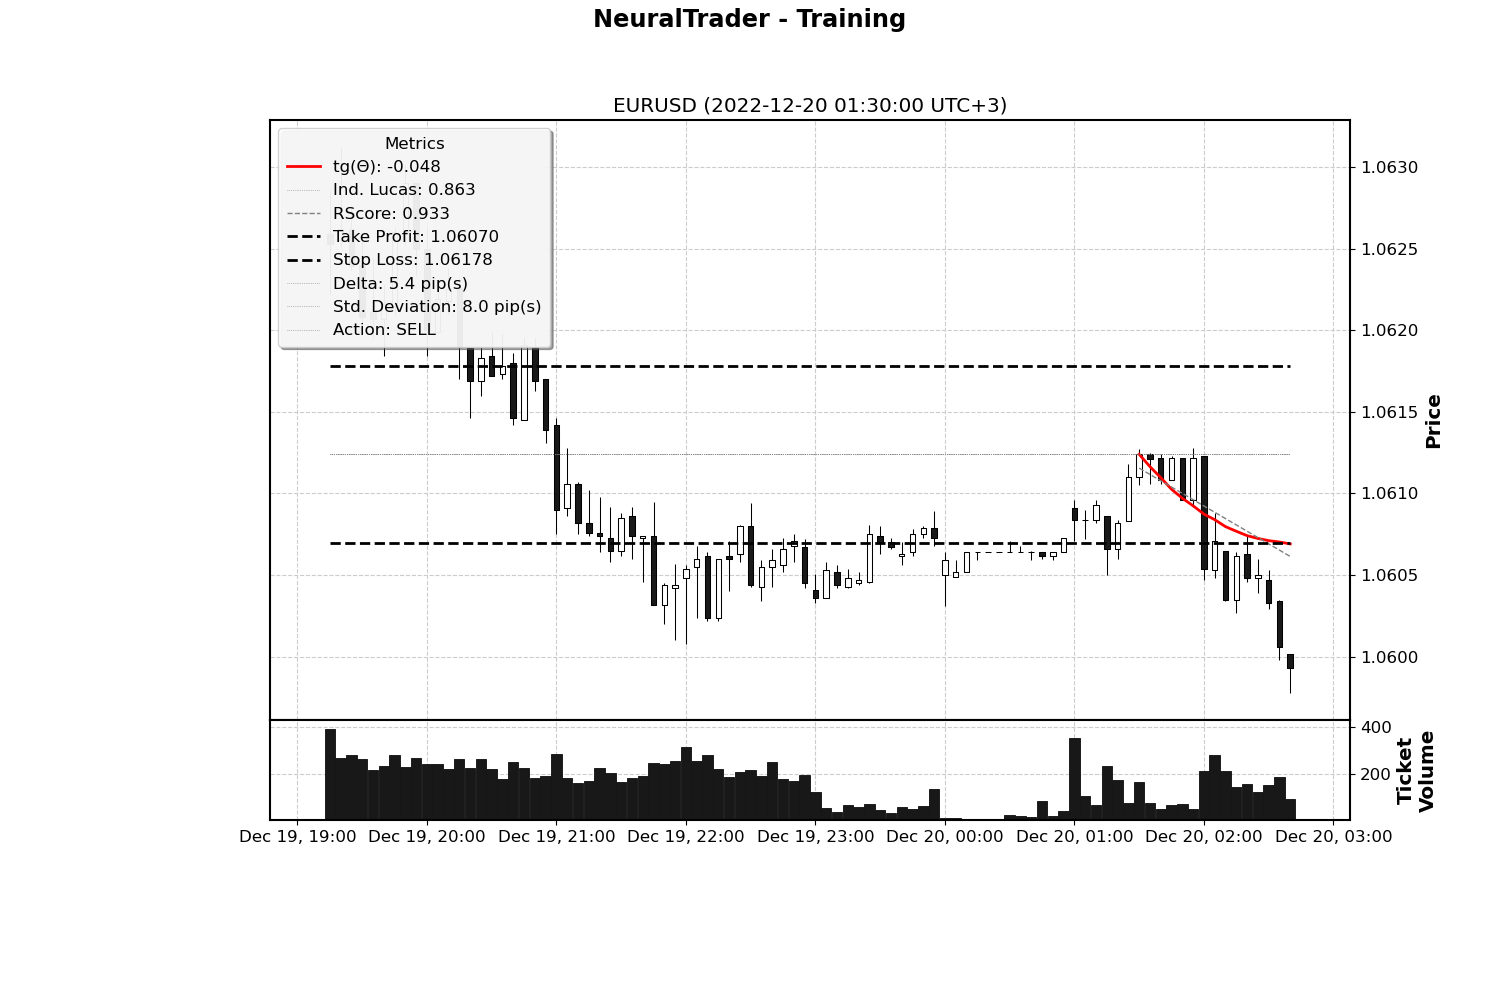 NeuralTrader - Training
EURUSD (2022-12-20 01:30:00 UTC+3)
Metrics
tg(Θ): -0.048
Ind. Lucas: 0.863
RScore: 0.933
Take Profit: 1.06070
Stop Loss: 1.06178
Delta: 5.4 pip(s)
Std. Deviation: 8.0 pip(s)
Action: SELL
1.0630
1.0625
1.0620
1.0615
1.0610
1.0605
1.0600
Price
400
200
Ticket
Volume
Dec 19, 19:00
Dec 19, 20:00
Dec 19, 21:00
Dec 19, 22:00
Dec 19, 23:00
Dec 20, 00:00
Dec 20, 01:00
Dec 20, 02:00
Dec 20, 03:00